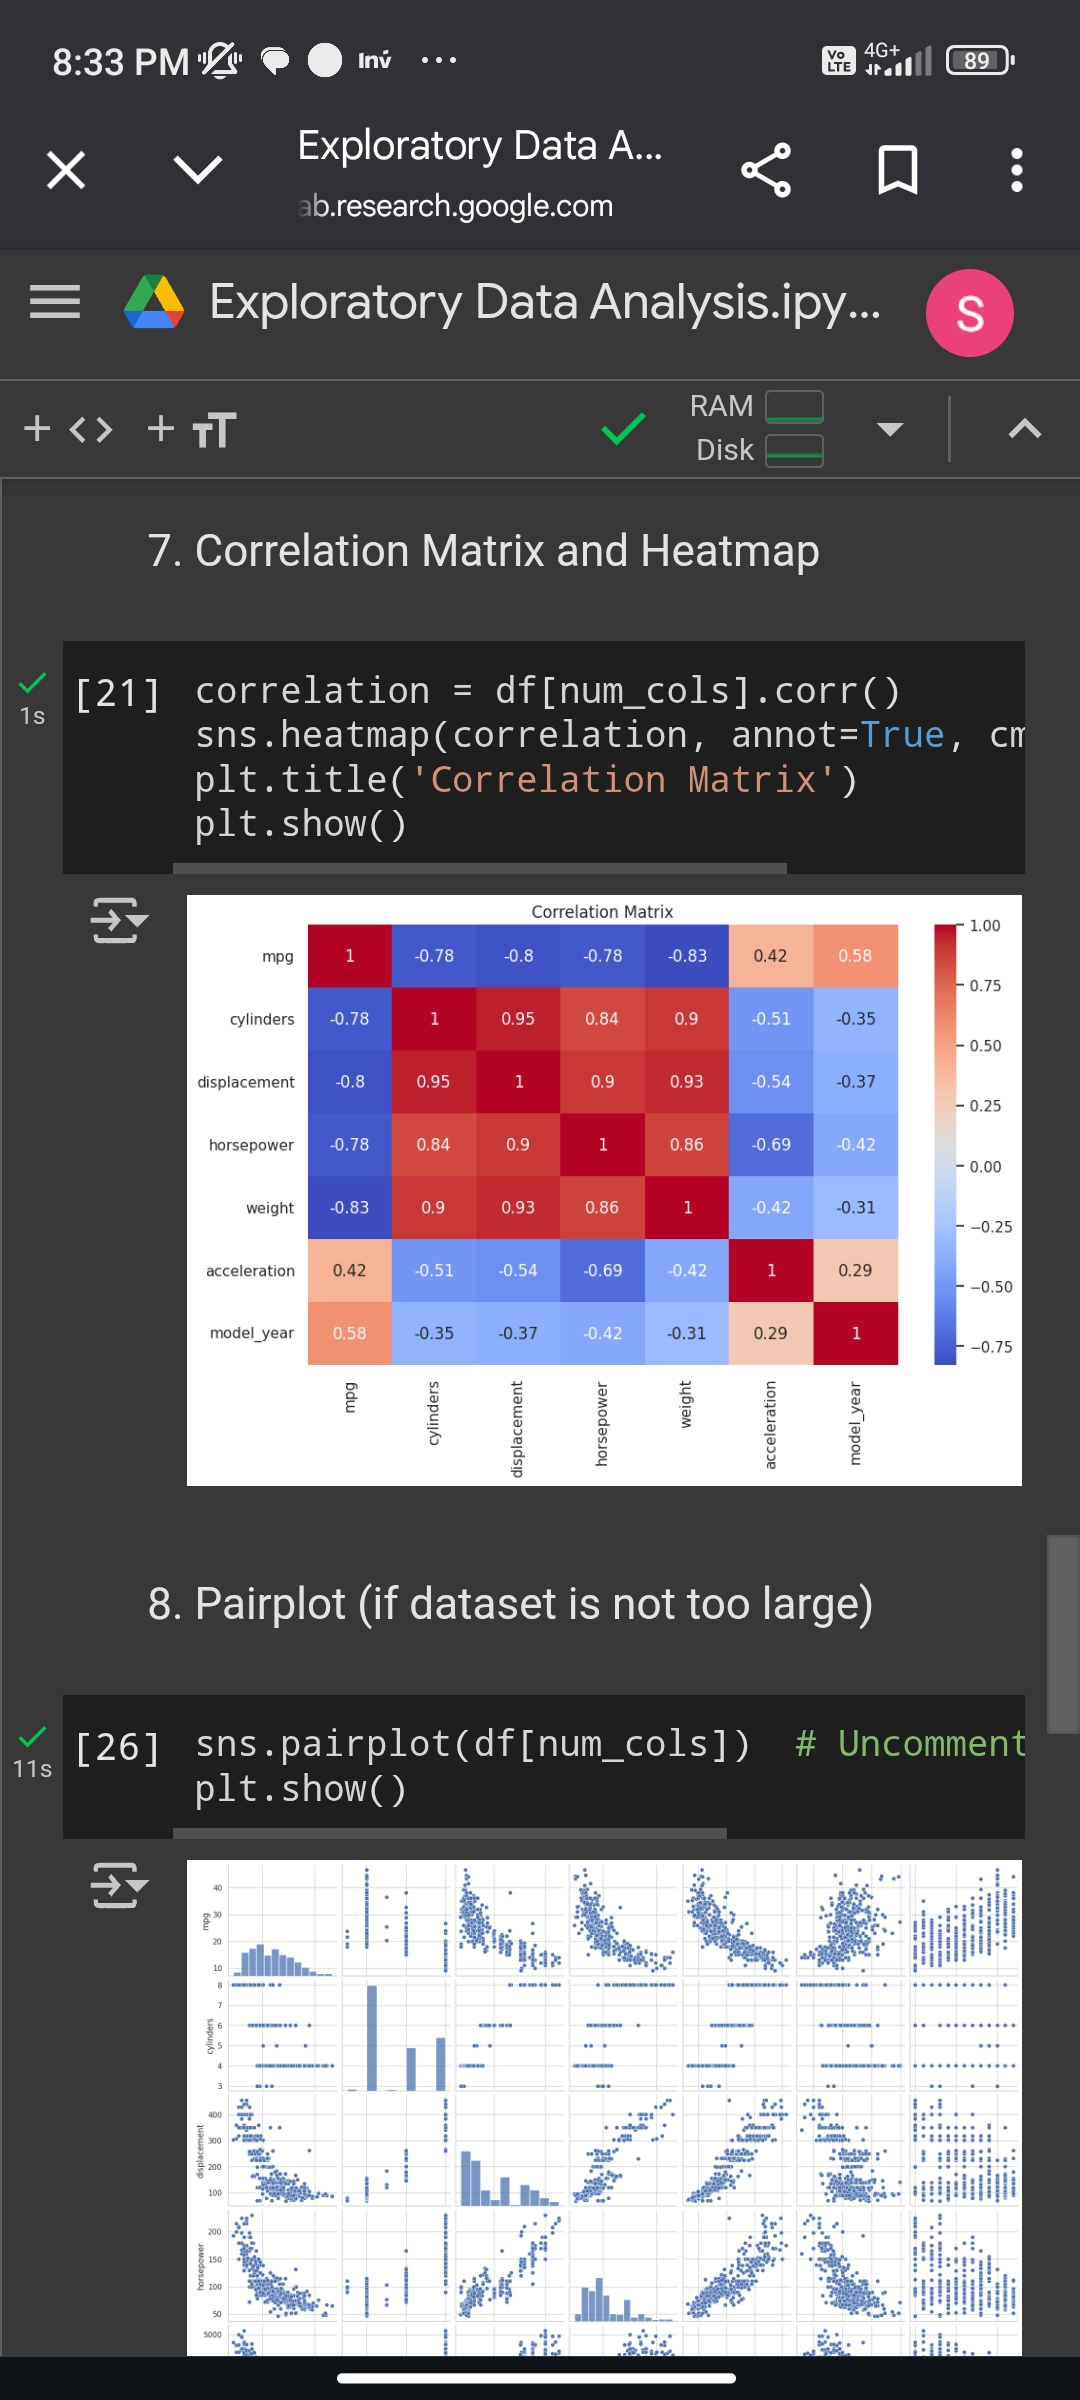 8:33 PM
Inv
...
Vo LTE
4G+
89
Exploratory Data A...
ab.research.google.com
Exploratory Data Analysis.ipy...
S
+ <> + TT
RAM
Disk
7. Correlation Matrix and Heatmap
1s
[21] correlation = df[num_cols].corr()
sns.heatmap(correlation, annot=True, cm
plt.title('Correlation Matrix')
plt.show()
Correlation Matrix
mpg 1 -0.78 -0.8 -0.78 -0.83 0.42 0.58
cylinders -0.78 1 0.95 0.84 0.9 -0.51 -0.35
displacement -0.8 0.95 1 0.9 0.93 -0.54 -0.37
horsepower -0.78 0.84 0.9 1 0.86 -0.69 -0.42
weight -0.83 0.9 0.93 0.86 1 -0.42 -0.31
acceleration 0.42 -0.51 -0.54 -0.69 -0.42 1 0.29
model_year 0.58 -0.35 -0.37 -0.42 -0.31 0.29 1
mpg cylinders displacement horsepower weight acceleration model_year
1.00
0.75
0.50
0.25
0.00
−0.25
−0.50
−0.75
8. Pairplot (if dataset is not too large)
11s
[26] sns.pairplot(df[num_cols])  # Uncomment
plt.show()
mpg
40
30
20
10
cylinders
8
7
6
5
4
3
displacement
400
300
200
100
horsepower
200
150
100
50
5000